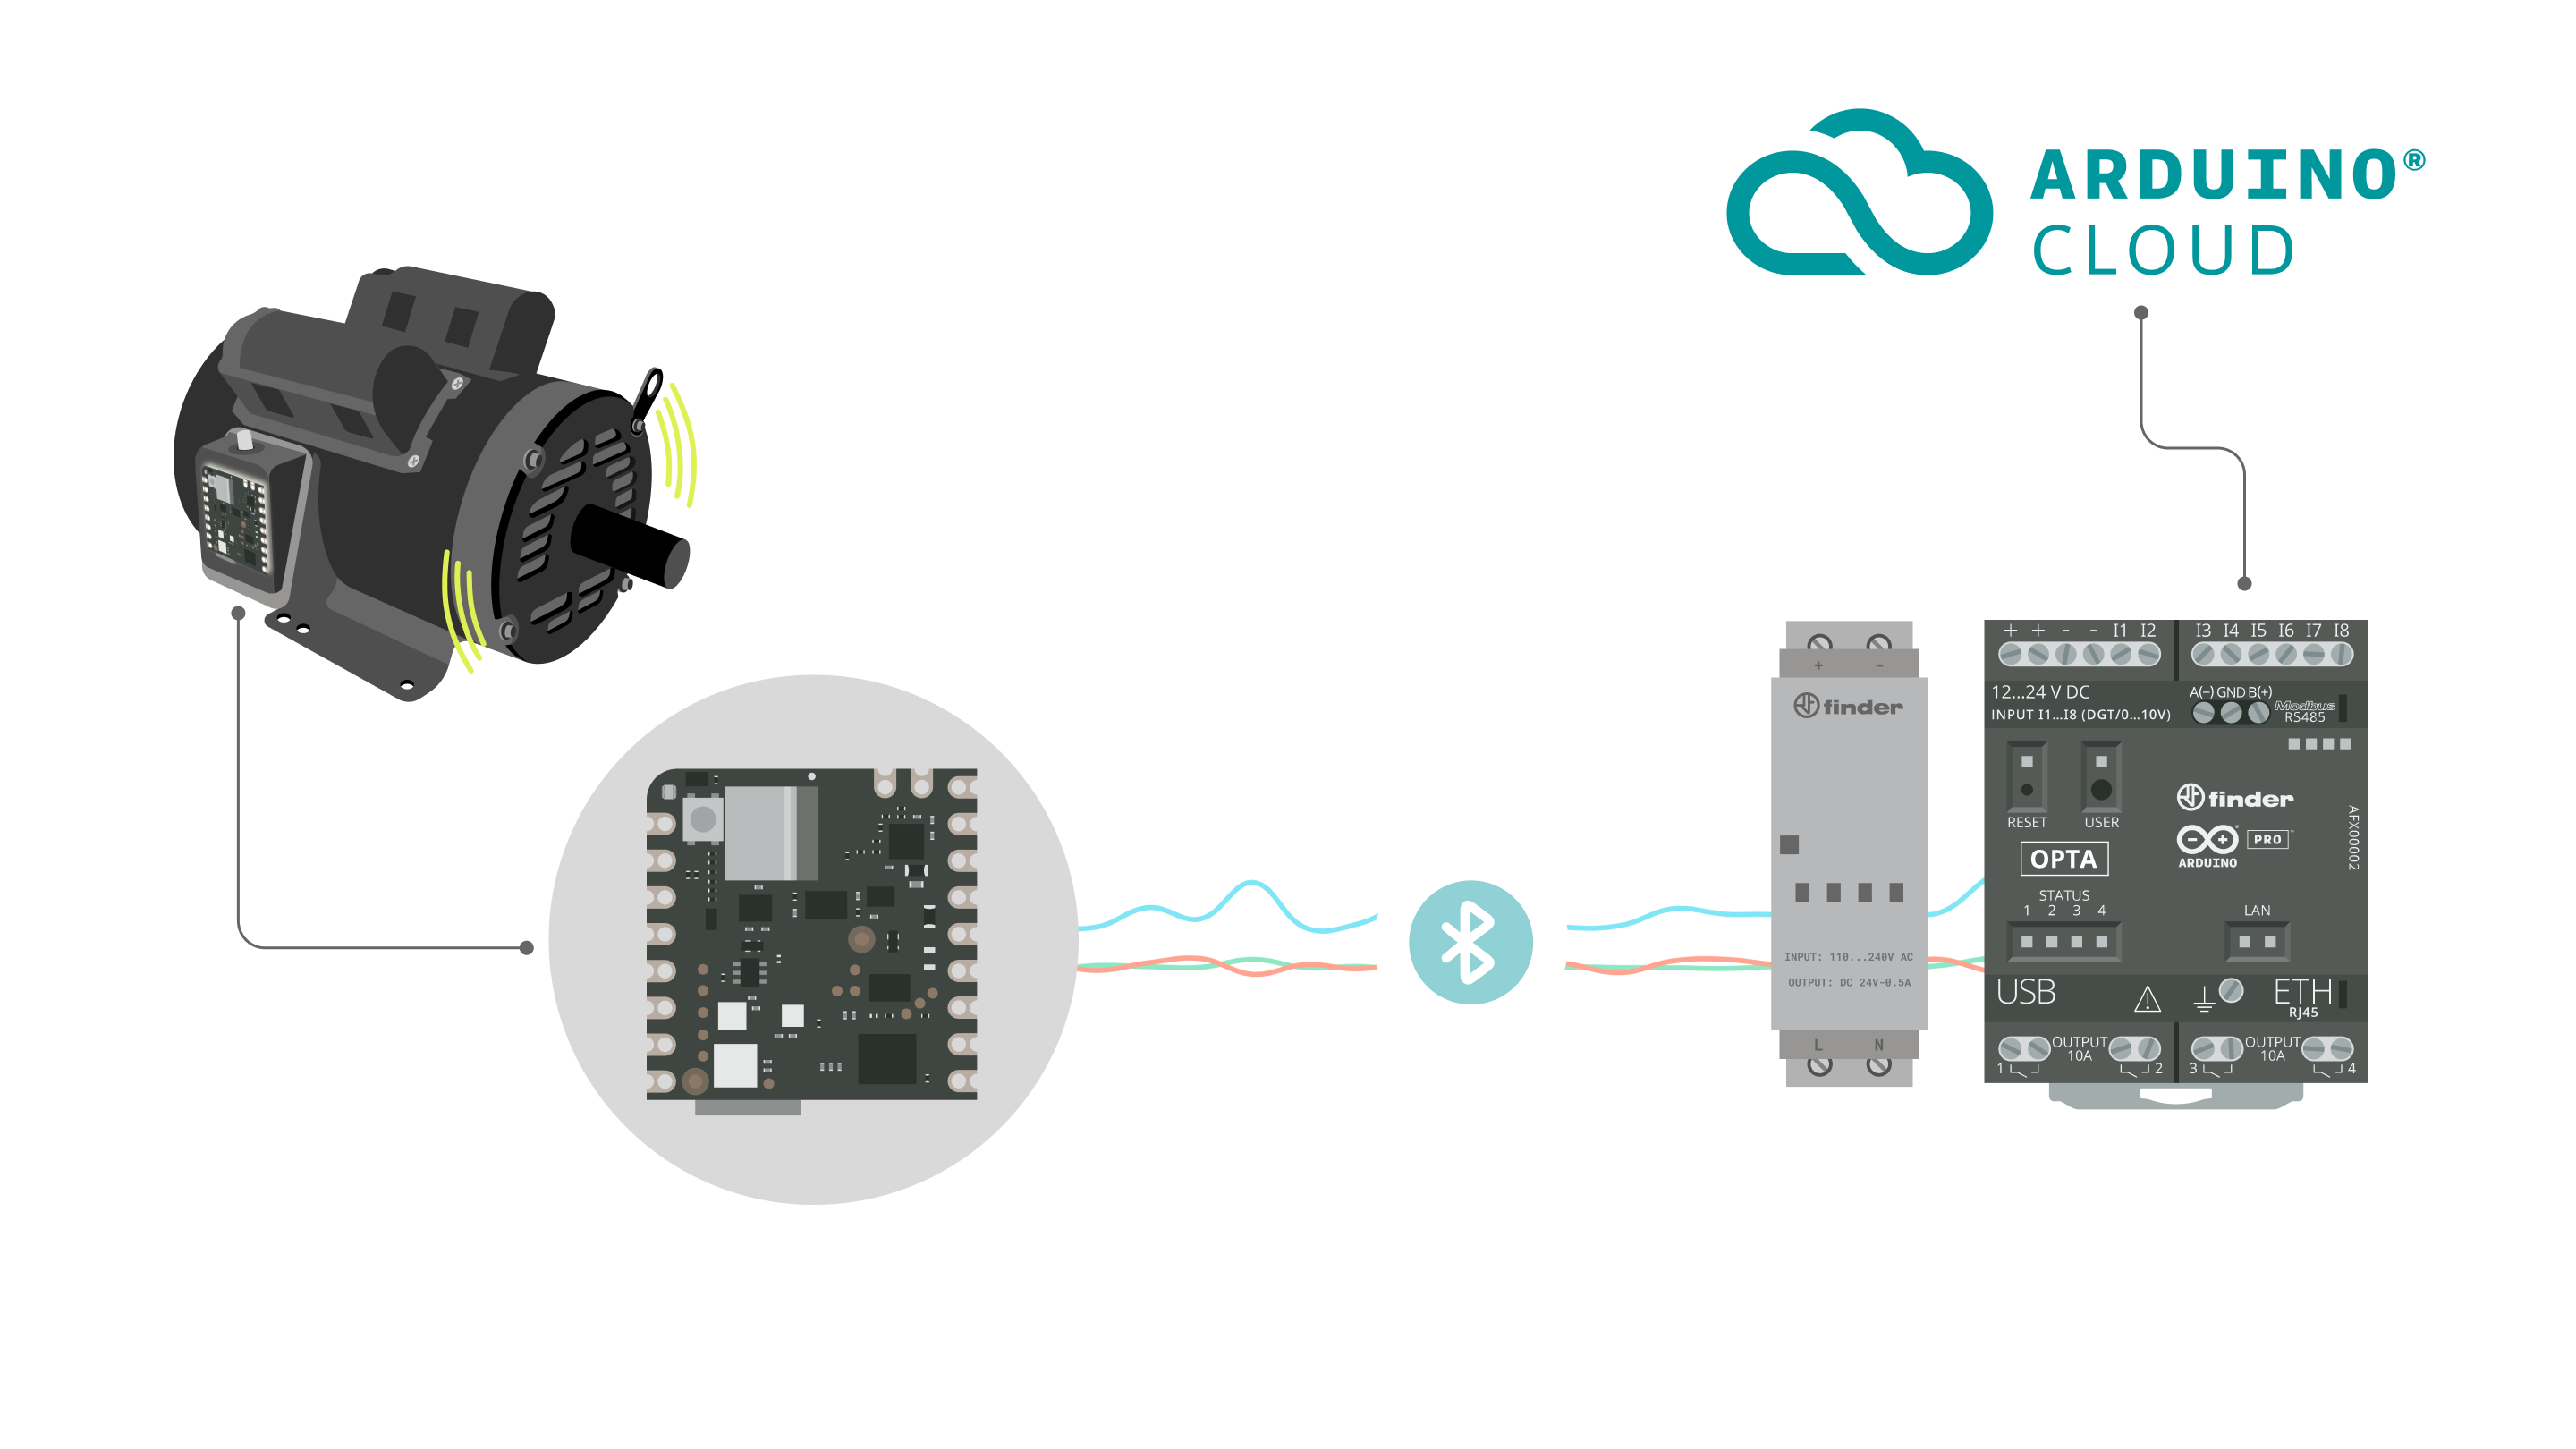 ARDUINO®
CLOUD
+ -
finder
INPUT: 110...240V AC
OUTPUT: DC 24V-0.5A
L N
+ + - - I1 I2 I3 I4 I5 I6 I7 I8
12...24 V DC
INPUT I1...I8 (DGT/0...10V)
A(-) GND B(+)
Modbus
RS485
RESET USER
finder
ARDUINO
PRO
AFX00002
OPTA
STATUS
1 2 3 4
LAN
USB
ETH
RJ45
OUTPUT
10A
1 2
OUTPUT
10A
3 4